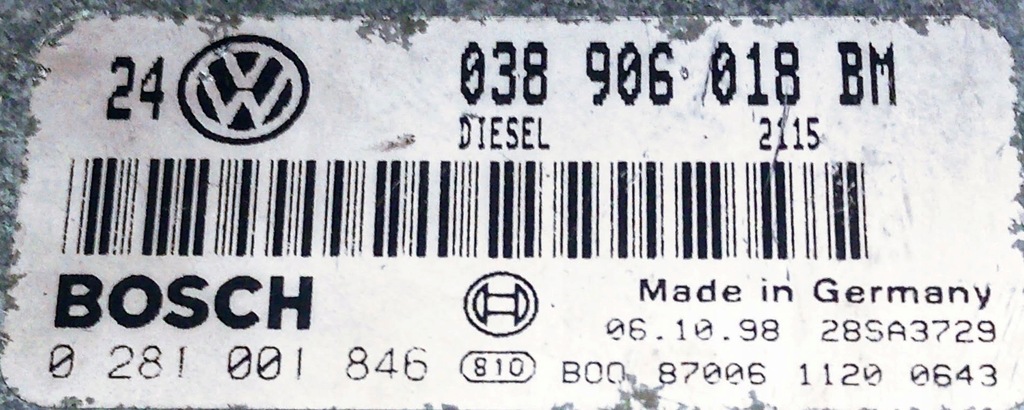 24 VW 038 906 018 BM
DIESEL 2115
BOSCH Made in Germany
06.10.98 28SA3729
0 281 001 846 810 B00 87006 1120 0643